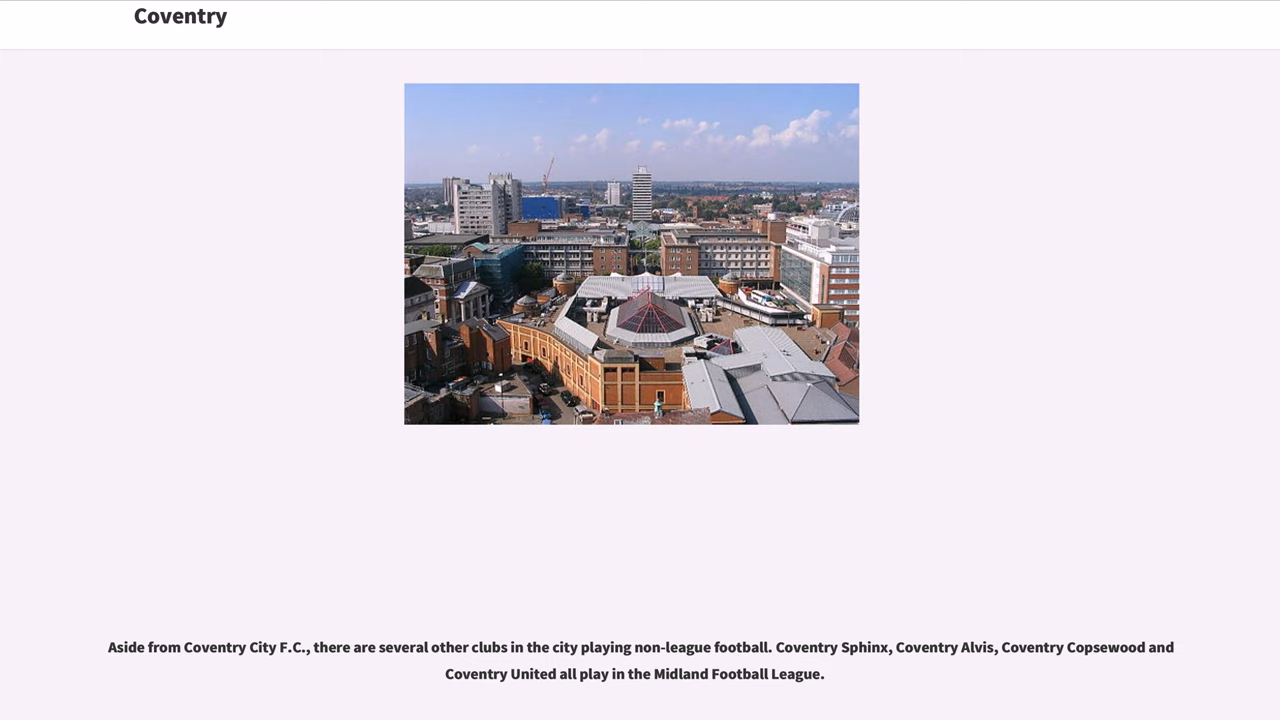 Coventry
Aside from Coventry City F.C., there are several other clubs in the city playing non-league football. Coventry Sphinx, Coventry Alvis, Coventry Copsewood and
Coventry United all play in the Midland Football League.